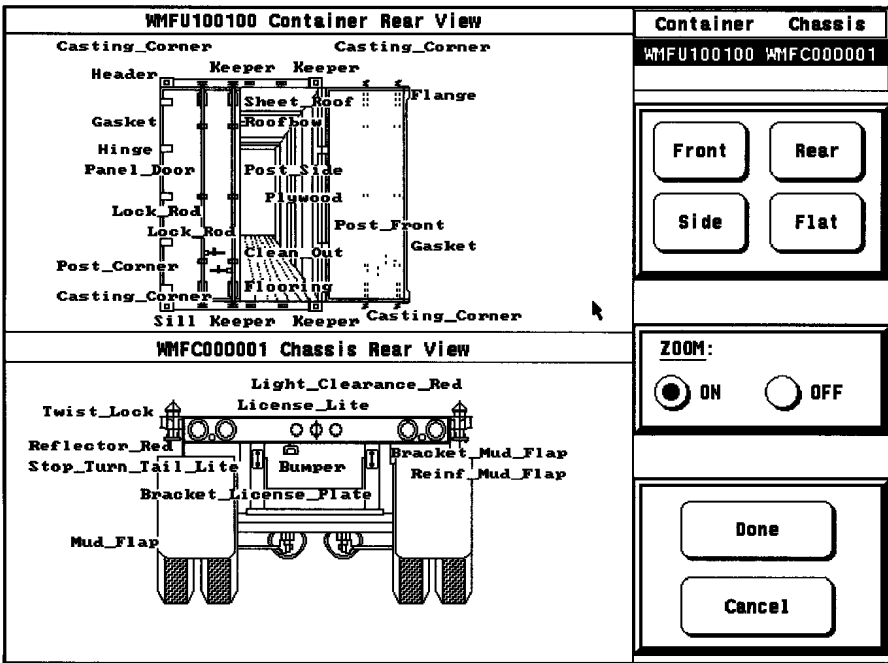 WMFU100100 Container Rear View
Casting_Corner Casting_Corner
Keeper Keeper
Header
Sheet_Roof Flange
Gasket Roofbow
Hinge
Panel_Door Post_Side
Plywood
Lock_Rod
Post_Front
Lock_Rod
Gasket
Clean_Out
Post_Corner
Flooring
Casting_Corner
Casting_Corner
Sill Keeper Keeper
WMFC000001 Chassis Rear View
Light_Clearance_Red
License_Lite
Twist_Lock
Reflector_Red
Bracket_Mud_Flap
Stop_Turn_Tail_Lite Bumper
Reinf_Mud_Flap
Bracket_License_Plate
Mud_Flap
Container Chassis
WMFU100100 WMFC000001
Front Rear
Side Flat
ZOOM:
ON OFF
Done
Cancel